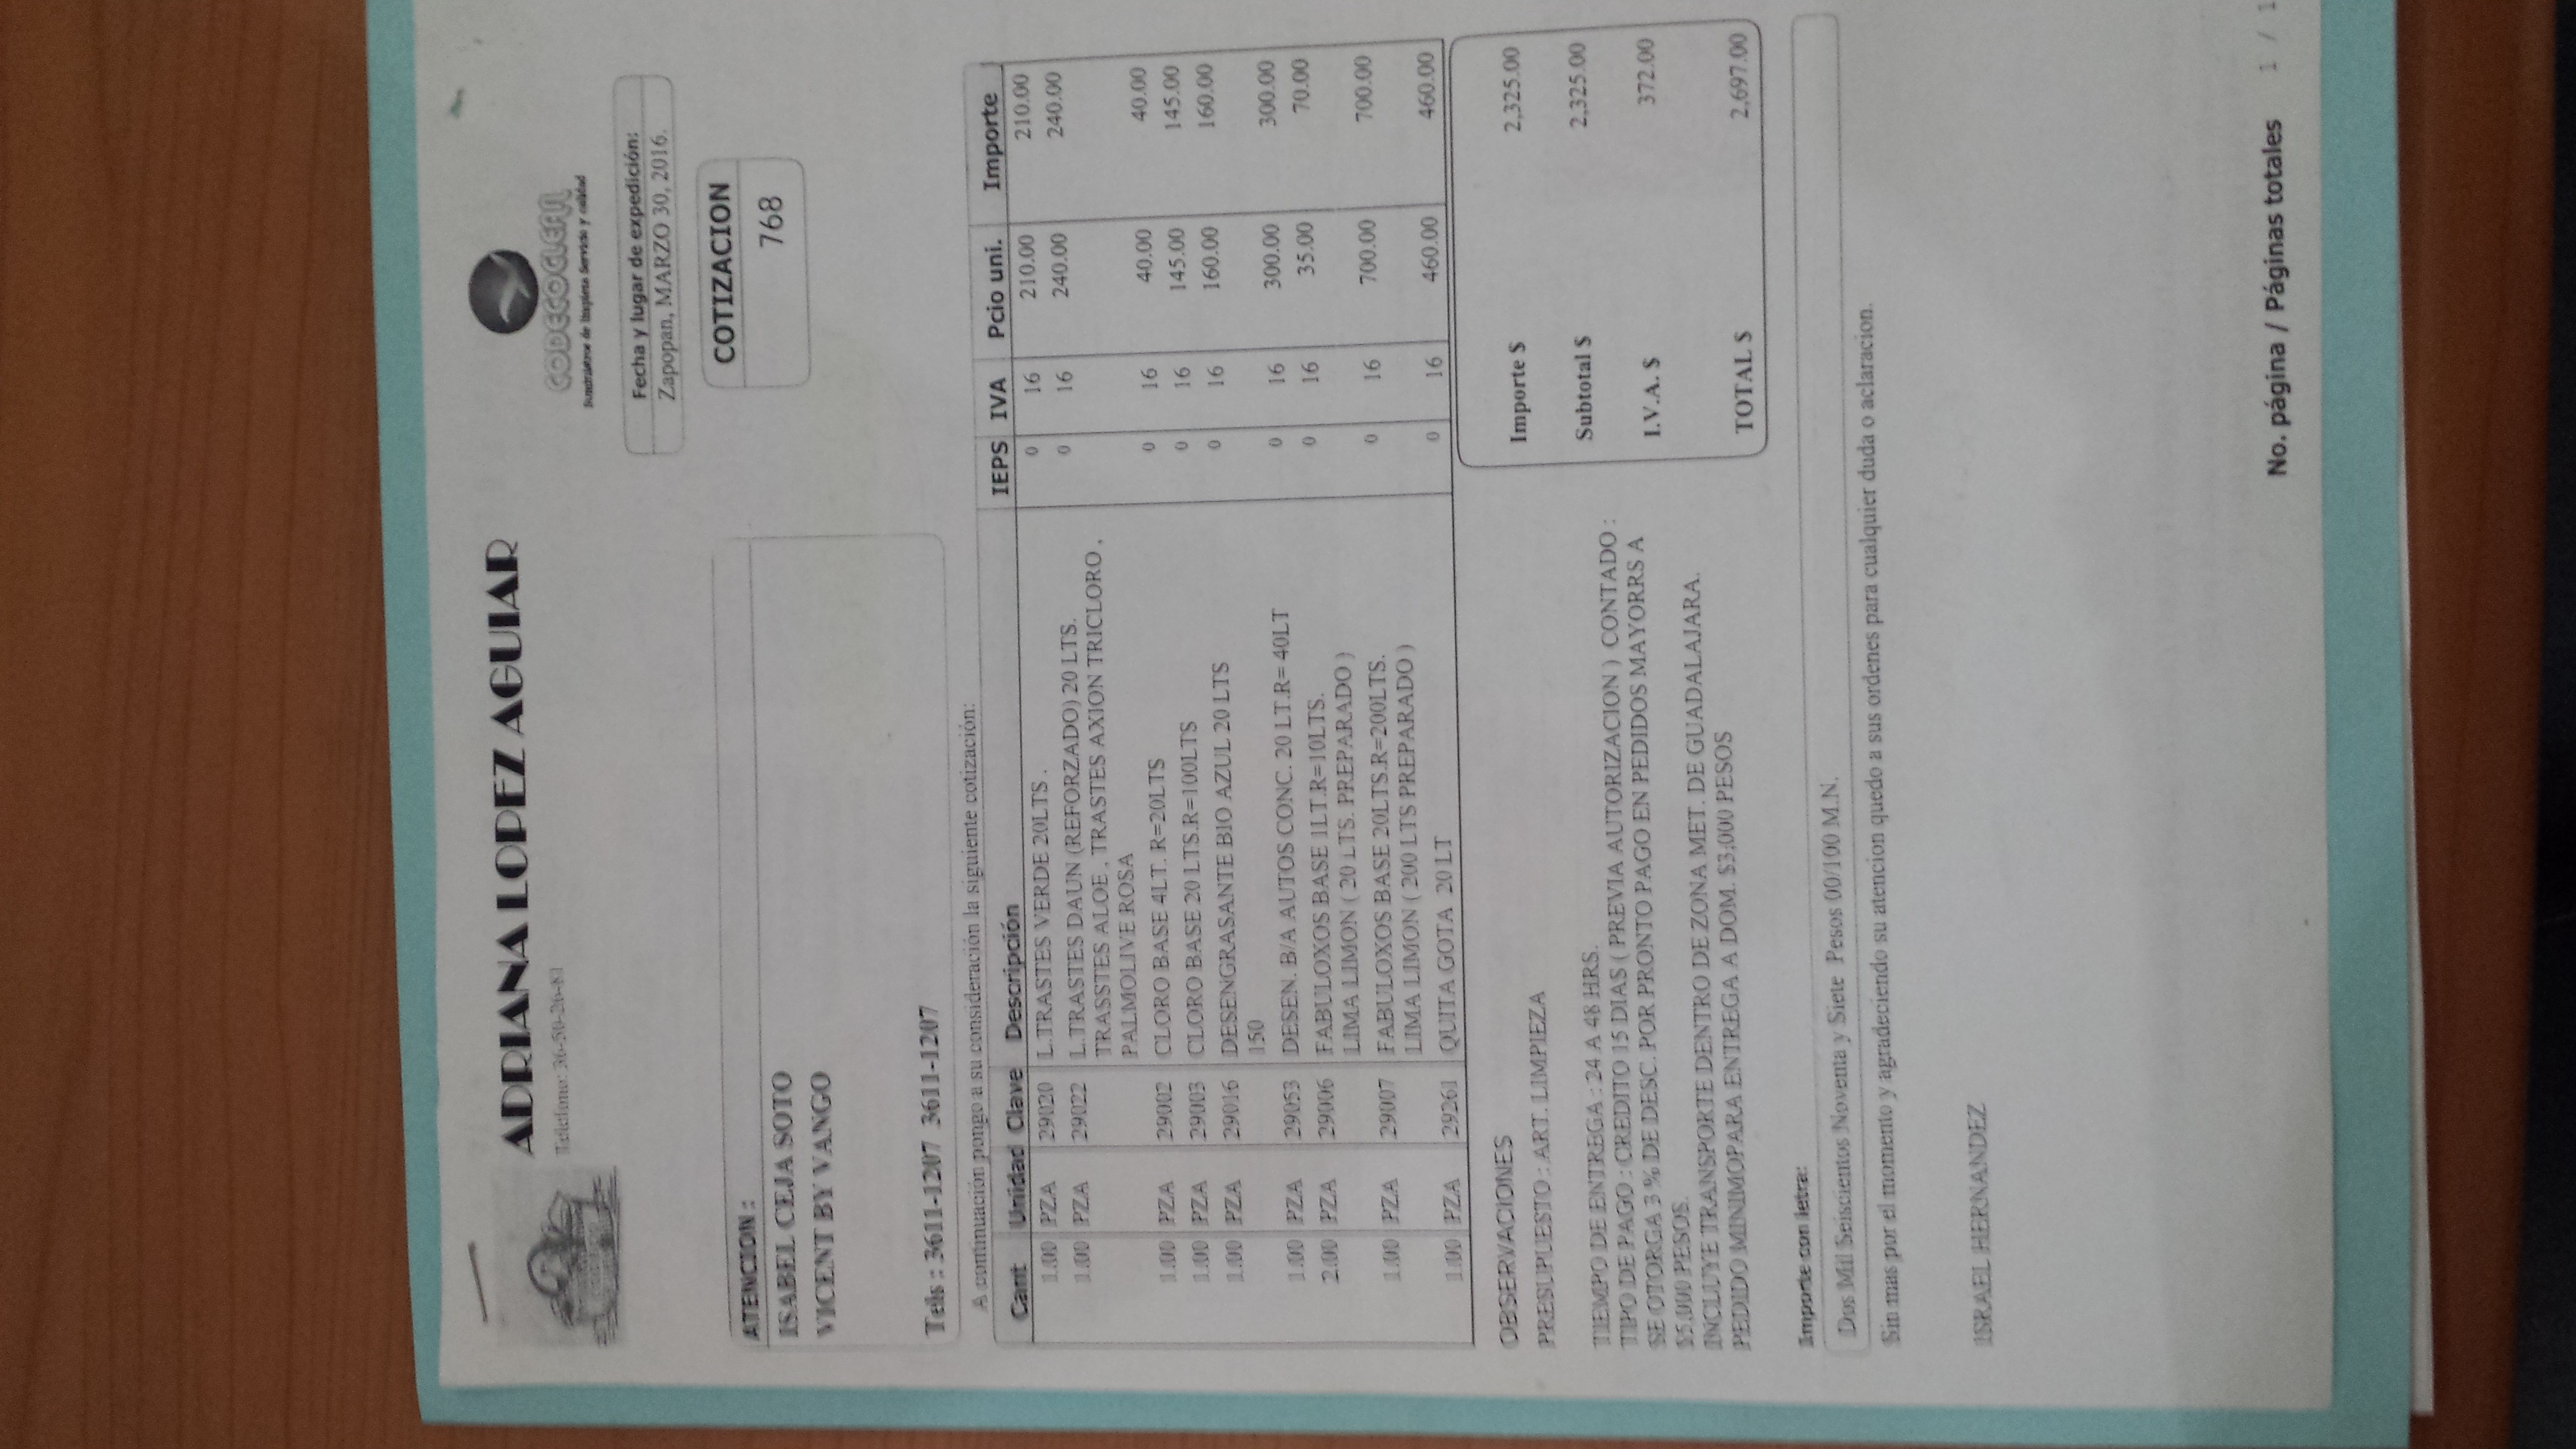 ADRIANA LOPEZ AGUIAR
Teléfono: 36-50-26-81
CODECOCLEAN
Suministros de limpieza Servicio y calidad
Fecha y lugar de expedición:
Zapopan, MARZO 30, 2016.
COTIZACION
768
ATENCION :
ISABEL CEJA SOTO
VICENT BY VANGO
Tels : 3611-1207 3611-1207
A continuación pongo a su consideración la siguiente cotización:
Cant Unidad Clave Descripción IEPS IVA Pcio uni. Importe
1.00 PZA 29020 L.TRASTES VERDE 20LTS . 0 16 210.00 210.00
1.00 PZA 29022 L.TRASTES DAUN (REFORZADO) 20 LTS. 0 16 240.00 240.00
TRASSTES ALOE , TRASTES AXION TRICLORO ,
PALMOLIVE ROSA
1.00 PZA 29002 CLORO BASE 4LT. R=20LTS 0 16 40.00 40.00
1.00 PZA 29003 CLORO BASE 20 LTS.R=100LTS 0 16 145.00 145.00
1.00 PZA 29016 DESENGRASANTE BIO AZUL 20 LTS 0 16 160.00 160.00
150
1.00 PZA 29053 DESEN. B/A AUTOS CONC. 20 LT.R= 40LT 0 16 300.00 300.00
2.00 PZA 29006 FABULOXOS BASE 1LT.R=10LTS. 0 16 35.00 70.00
LIMA LIMON ( 20 LTS. PREPARADO )
1.00 PZA 29007 FABULOXOS BASE 20LTS.R=200LTS. 0 16 700.00 700.00
LIMA LIMON ( 200 LTS PREPARADO )
1.00 PZA 29261 QUITA GOTA 20 LT 0 16 460.00 460.00
OBSERVACIONES
PRESUPUESTO : ART. LIMPIEZA
TIEMPO DE ENTREGA : 24 A 48 HRS.
TIPO DE PAGO : CREDITO 15 DIAS ( PREVIA AUTORIZACION ) CONTADO :
SE OTORGA 3 % DE DESC. POR PRONTO PAGO EN PEDIDOS MAYORRS A
$5,000 PESOS.
INCLUYE TRANSPORTE DENTRO DE ZONA MET. DE GUADALAJARA.
PEDIDO MINIMOPARA ENTREGA A DOM. $3,000 PESOS
Importe $ 2,325.00
Subtotal $ 2,325.00
I.V.A. $ 372.00
TOTAL $ 2,697.00
Importe con letra:
Dos Mil Seiscientos Noventa y Siete Pesos 00/100 M.N.
Sin mas por el momento y agradeciendo su atencion quedo a sus ordenes para cualquier duda o aclaracion.
ISRAEL HERNANDEZ
No. página / Páginas totales 1 / 1